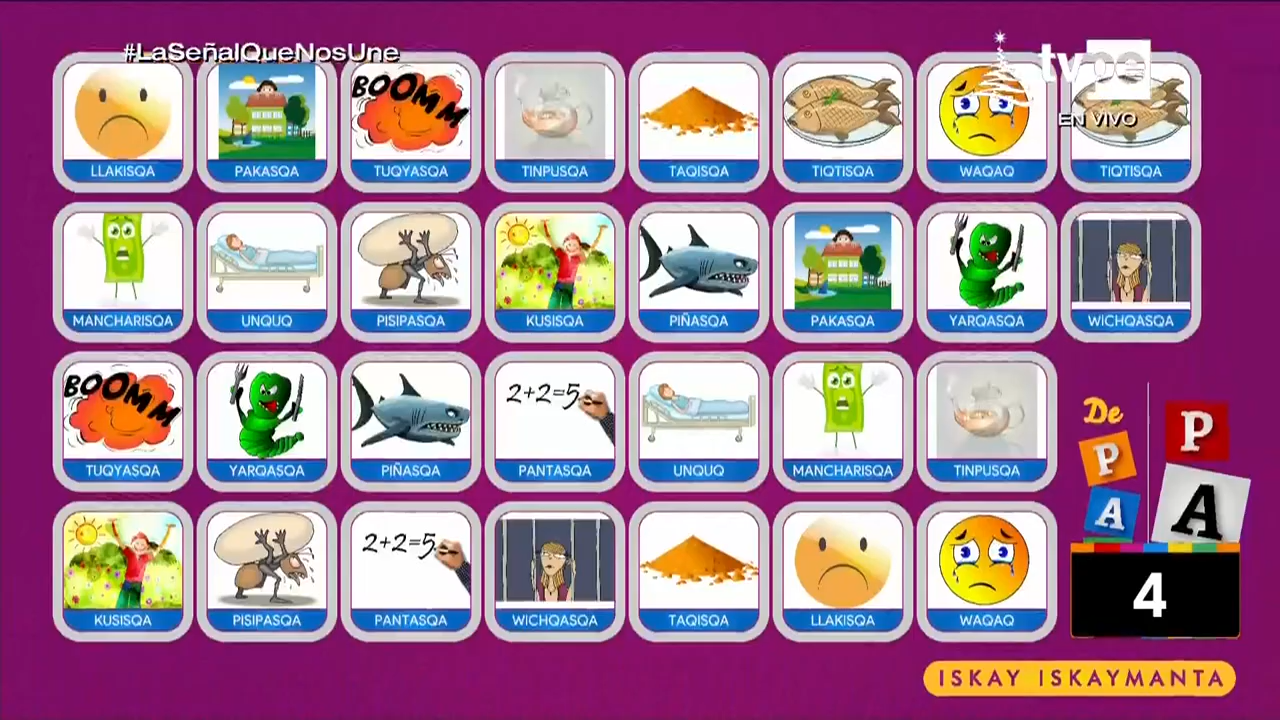 #LaSeñalQueNosUne
tvpe
EN VIVO
BOOMM
LLAKISQA
PAKASQA
TUQYASQA
TINPUSQA
TAQISQA
TIQTISQA
WAQAQ
TIQTISQA
MANCHARISQA
UNQUQ
PISIPASQA
KUSISQA
PIÑASQA
PAKASQA
YARQASQA
WICHQASQA
BOOMM
2+2=5
TUQYASQA
YARQASQA
PIÑASQA
PANTASQA
UNQUQ
MANCHARISQA
TINPUSQA
De
P
A
P
A
2+2=5
KUSISQA
PISIPASQA
PANTASQA
WICHQASQA
TAQISQA
LLAKISQA
WAQAQ
4
ISKAY ISKAYMANTA